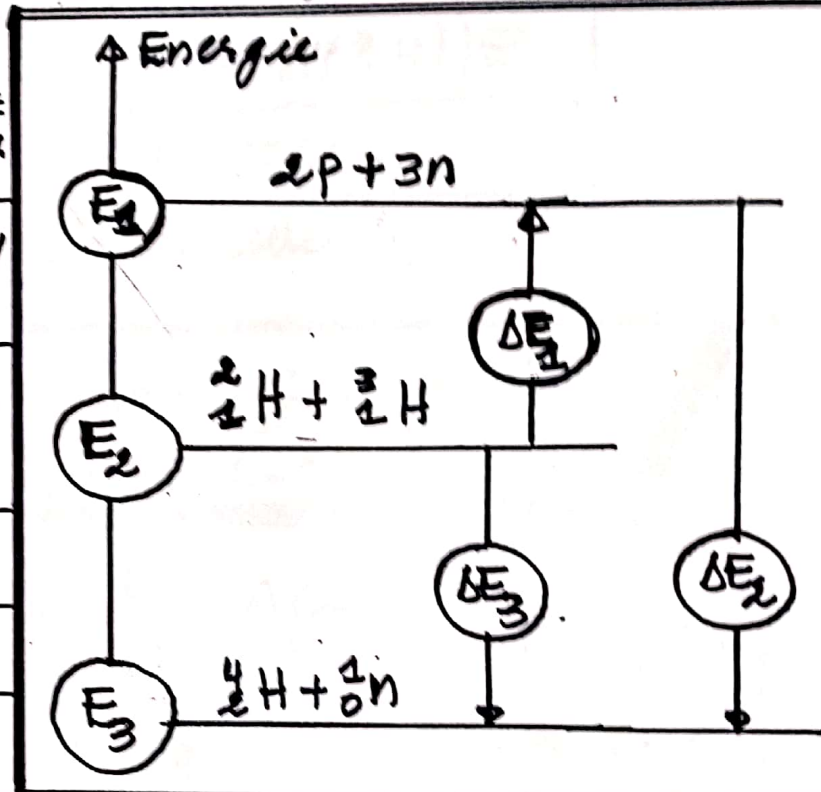 Energie
2p + 3n
E1
ΔE1
²₁H + ³₁H
E2
ΔE3
ΔE2
⁴₂H + ¹₀n
E3